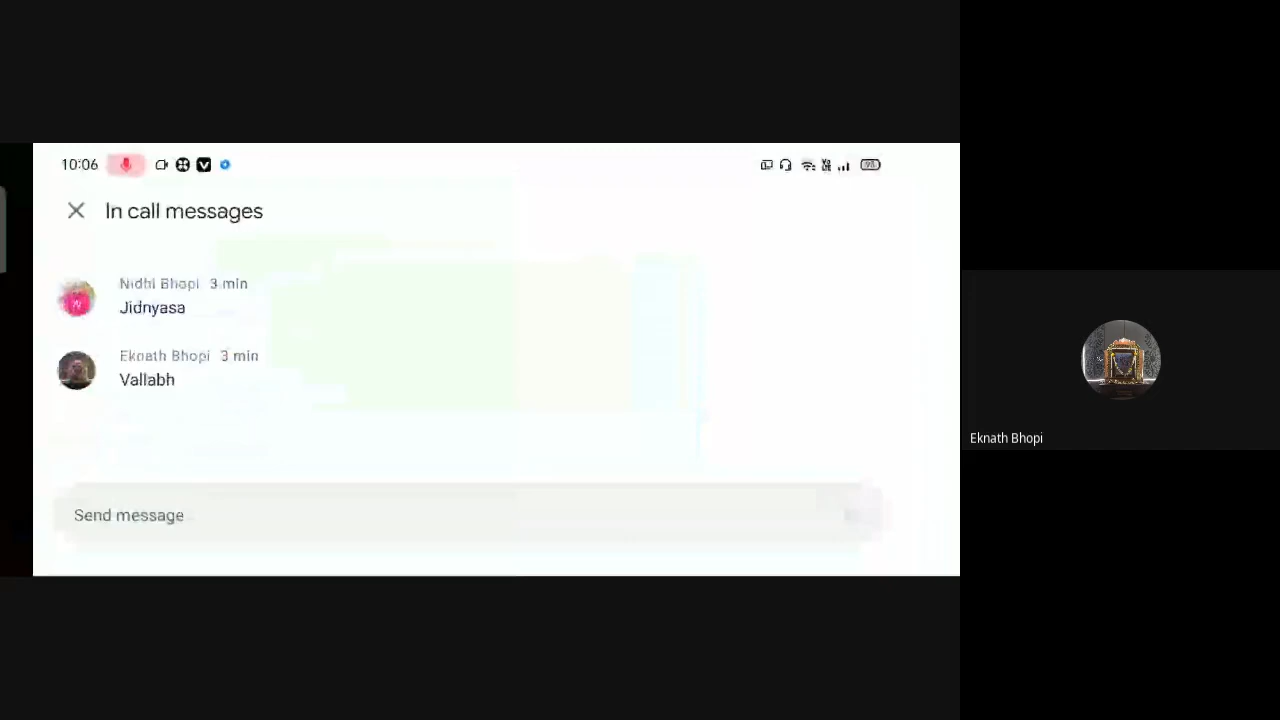 10:06
In call messages
Nidhi Bhopi 3 min
Jidnyasa
Eknath Bhopi 3 min
Vallabh
Send message
Eknath Bhopi